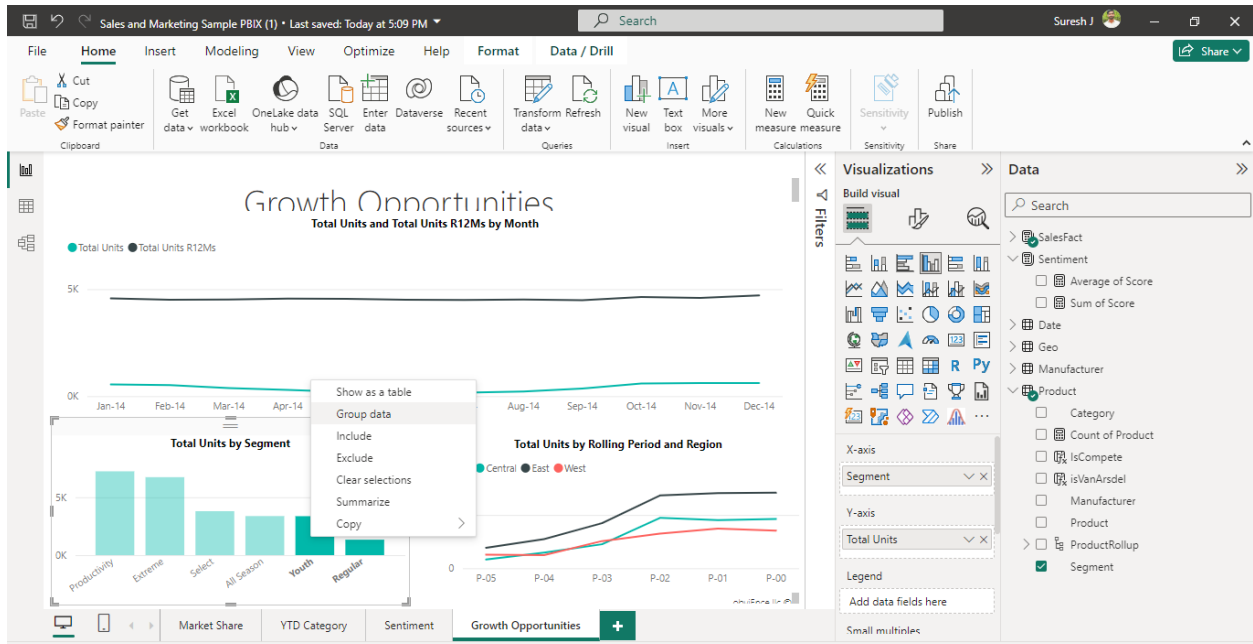 Sales and Marketing Sample PBIX (1) • Last saved: Today at 5:09 PM
Search
Suresh J
File Home Insert Modeling View Optimize Help Format Data / Drill
Share
Paste
Cut
Copy
Format painter
Get data
Excel workbook
OneLake data hub
SQL Server
Enter data
Dataverse
Recent sources
Transform data
Refresh
New visual
Text box
More visuals
New measure
Quick measure
Sensitivity
Publish
Clipboard Data Queries Insert Calculations Sensitivity Share
Growth Opportunities
Total Units and Total Units R12Ms by Month
Total Units Total Units R12Ms
5K
0K
Jan-14 Feb-14 Mar-14 Apr-14 Aug-14 Sep-14 Oct-14 Nov-14 Dec-14
Show as a table
Group data
Include
Exclude
Clear selections
Summarize
Copy
Total Units by Segment
5K
0K
Productivity Extreme Select All Season Youth Regular
Total Units by Rolling Period and Region
Central East West
0
P-05 P-04 P-03 P-02 P-01 P-00
Market Share YTD Category Sentiment Growth Opportunities +
Filters
Visualizations
Build visual
123
R Py
123
X-axis
Segment
Y-axis
Total Units
Legend
Add data fields here
Small multiples
Data
Search
SalesFact
Sentiment
Average of Score
Sum of Score
Date
Geo
Manufacturer
Product
Category
Count of Product
IsCompete
isVanArsdel
Manufacturer
Product
ProductRollup
Segment